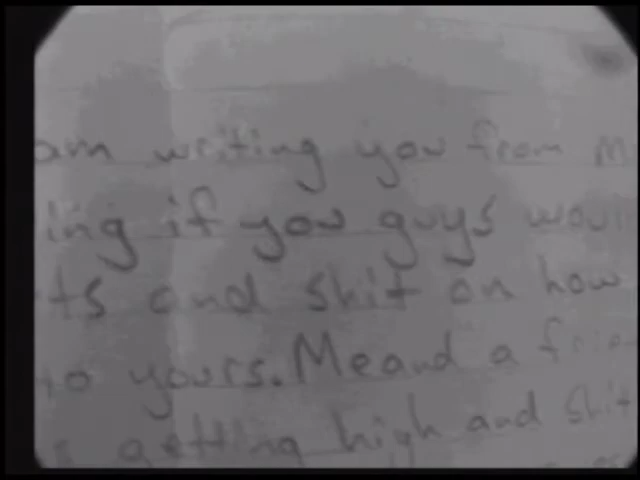 am writing you from
ing if you guys
ts and shit on how
to yours. Me and a
getting high and shit